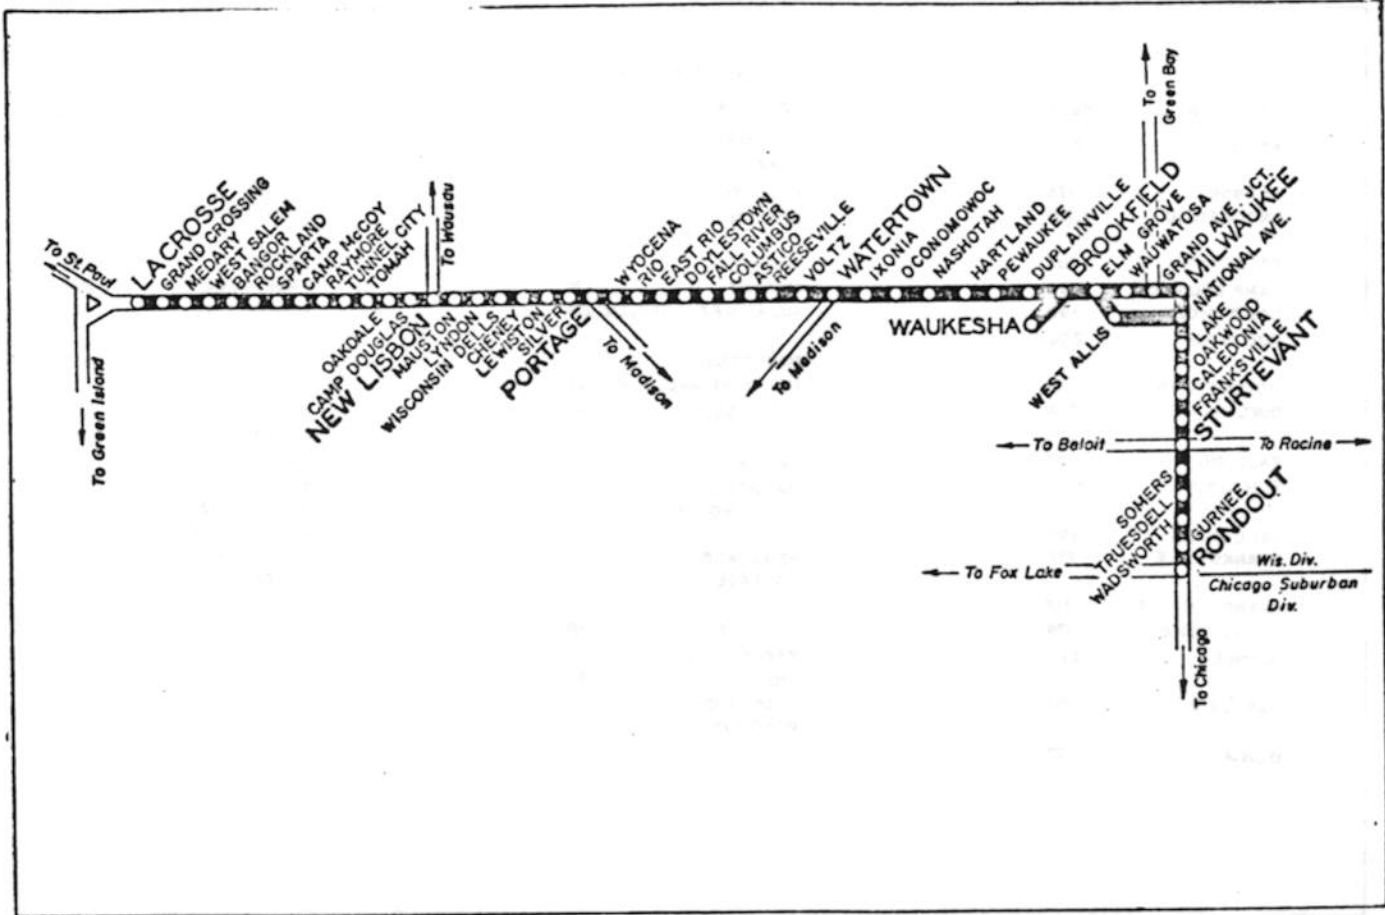 To St. Paul
To Green Island
LACROSSE
GRAND CROSSING
MEDARY
WEST SALEM
BANGOR
ROCKLAND
SPARTA
CAMP McCOY
RAYMORE
TUNNEL CITY
TOMAH
To Wausau
OAKDALE
CAMP DOUGLAS
NEW LISBON
MAUSTON
LYNDON
WISCONSIN DELLS
CHENEY
LEWISTON
SILVER
PORTAGE
To Madison
WYOCENA
RIO
EAST RIO
DOYLESTOWN
FALL RIVER
COLUMBUS
ASTICO
REESEVILLE
VOLTZ
WATERTOWN
To Madison
IXONIA
OCONOMOWOC
NASHOTAH
HARTLAND
PEWAUKEE
DUPLAINVILLE
BROOKFIELD
WAUKESHA
ELM GROVE
WAUWATOSA
GRAND AVE. JCT.
MILWAUKEE
To Green Bay
WEST ALLIS
NATIONAL AVE.
LAKE
OAKWOOD
CALEDONIA
FRANKSVILLE
STURTEVANT
To Beloit
To Racine
SOMERS
TRUESDELL
WADSWORTH
GURNEE
RONDOUT
To Fox Lake
Wis. Div.
Chicago Suburban
Div.
To Chicago